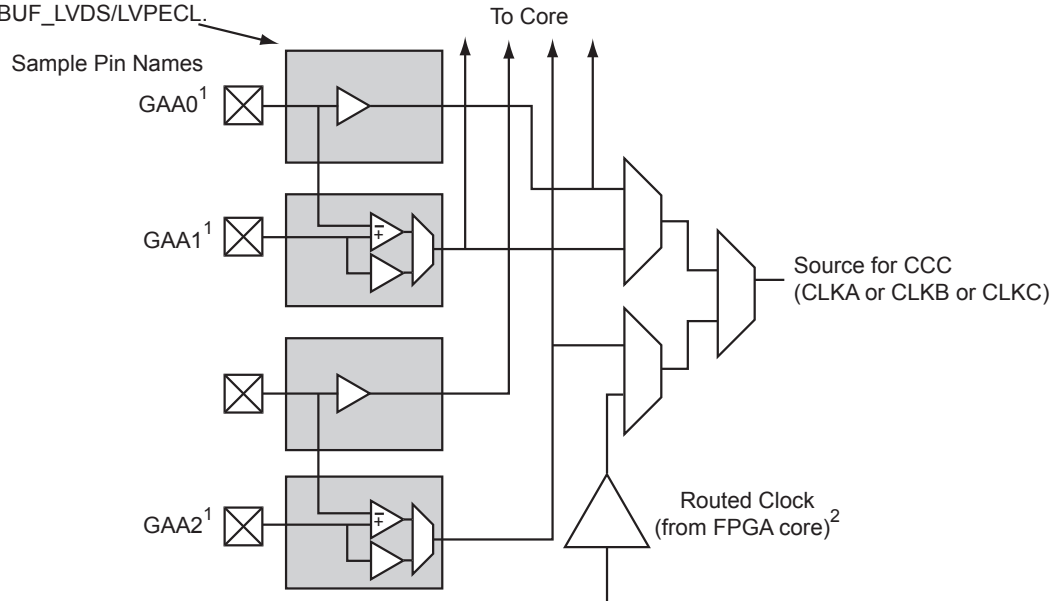 BUF_LVDS/LVPECL.
To Core
Sample Pin Names
GAA0¹
GAA1¹
Source for CCC
(CLKA or CLKB or CLKC)
GAA2¹
Routed Clock
(from FPGA core)²